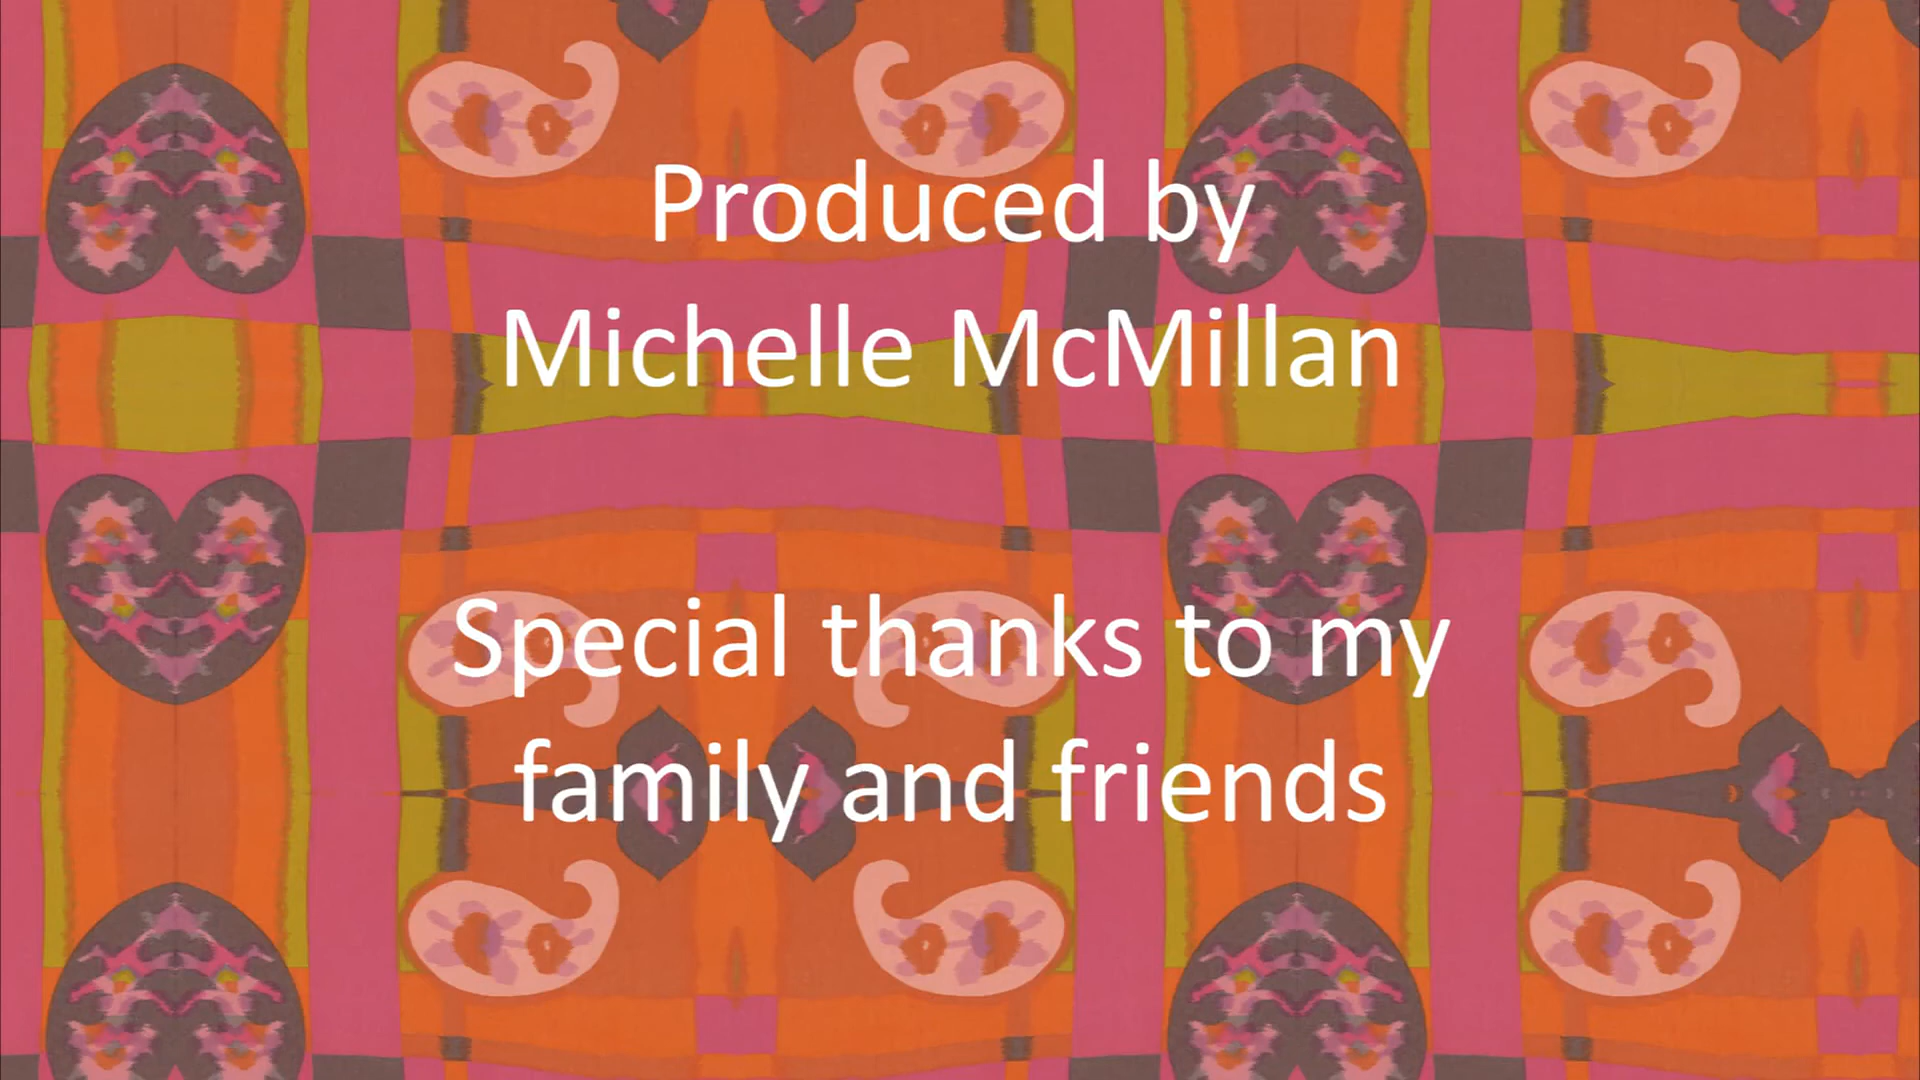 Produced by
Michelle McMillan
Special thanks to my
family and friends